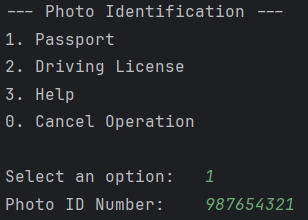 --- Photo Identification ---
1. Passport
2. Driving License
3. Help
0. Cancel Operation
Select an option: 1
Photo ID Number: 987654321